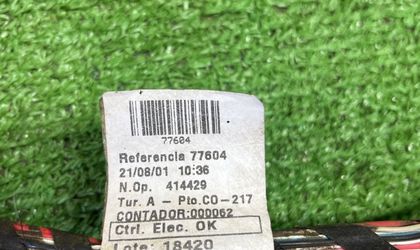 77604
Referencia 77604
21/08/01 10:36
N.Op. 414429
Tur. A - Pto.CO-217
CONTADOR:000062
Ctrl. Elec. OK
Lote: 18420